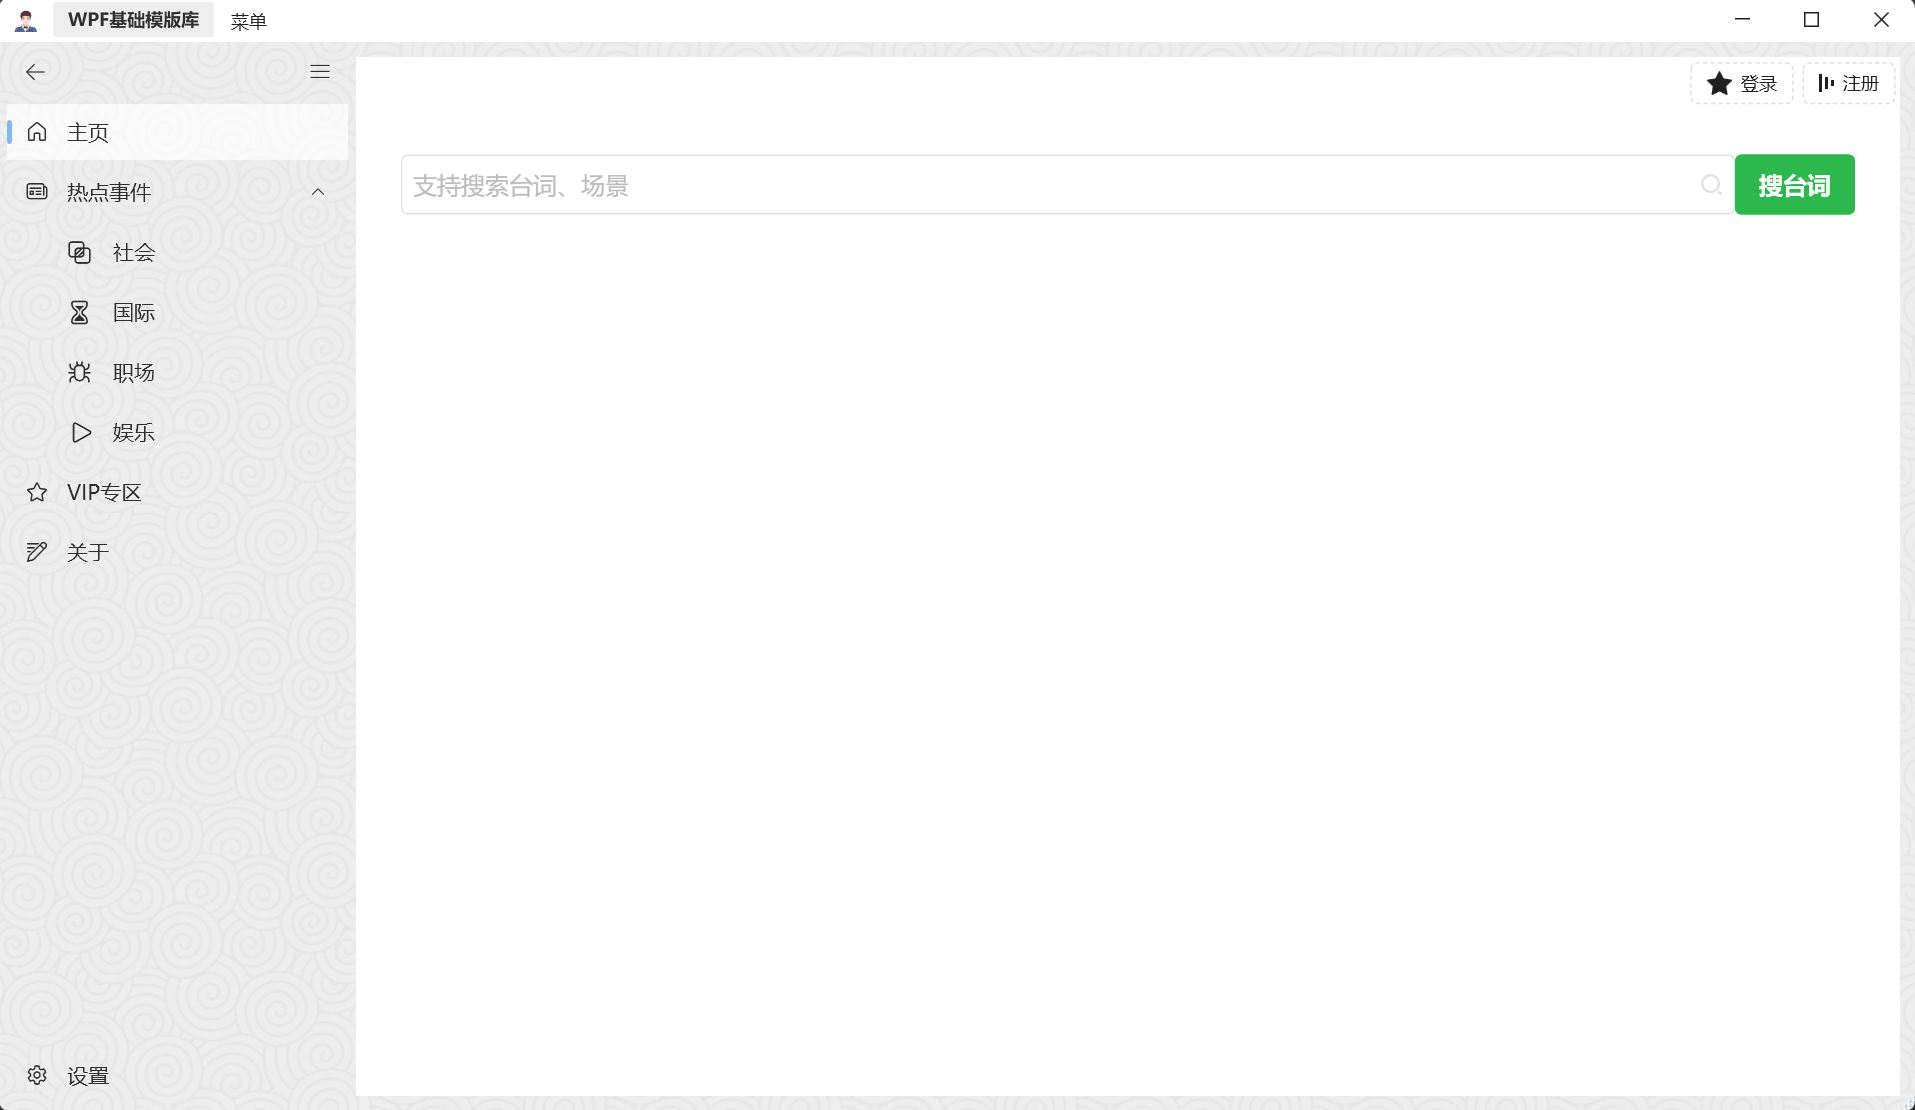 WPF基础模版库
菜单
主页
热点事件
社会
国际
职场
娱乐
VIP专区
关于
设置
登录
注册
支持搜索台词、场景
搜台词